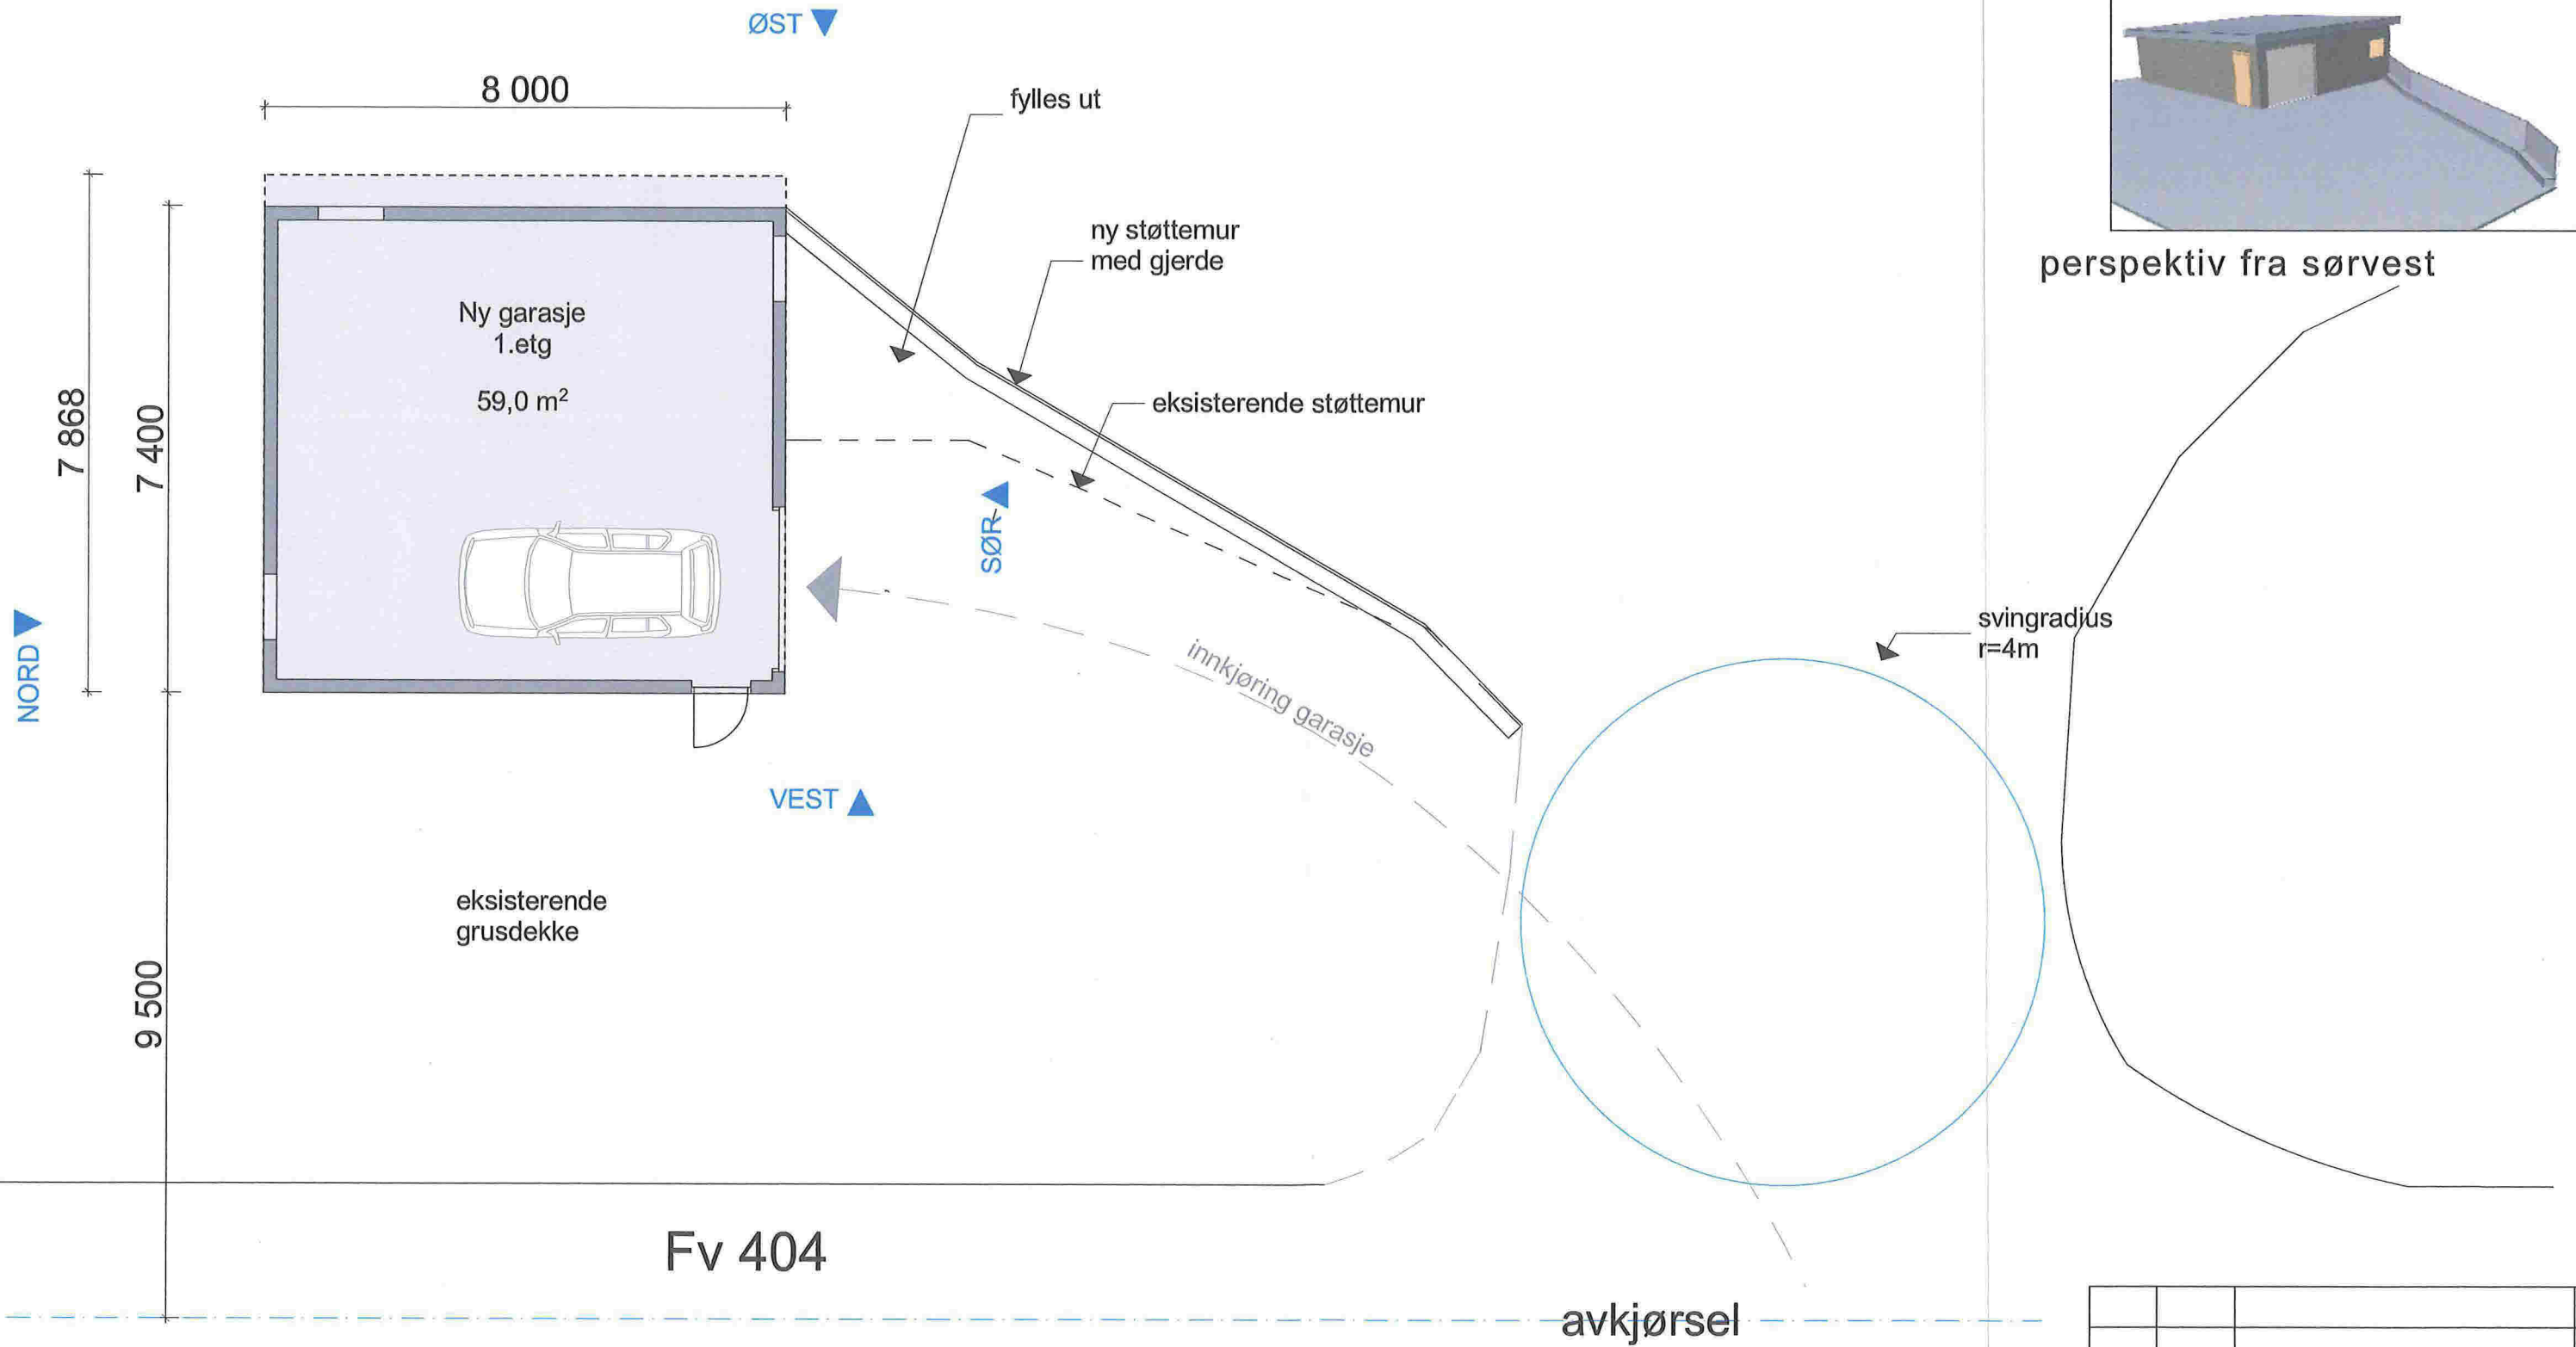 ØST
8 000
fylles ut
ny støttemur
med gjerde
perspektiv fra sørvest
Ny garasje
1.etg
59,0 m²
eksisterende støttemur
7 868
7 400
SØR
NORD
innkjøring garasje
svingradius
r=4m
VEST
eksisterende
grusdekke
9 500
Fv 404
avkjørsel